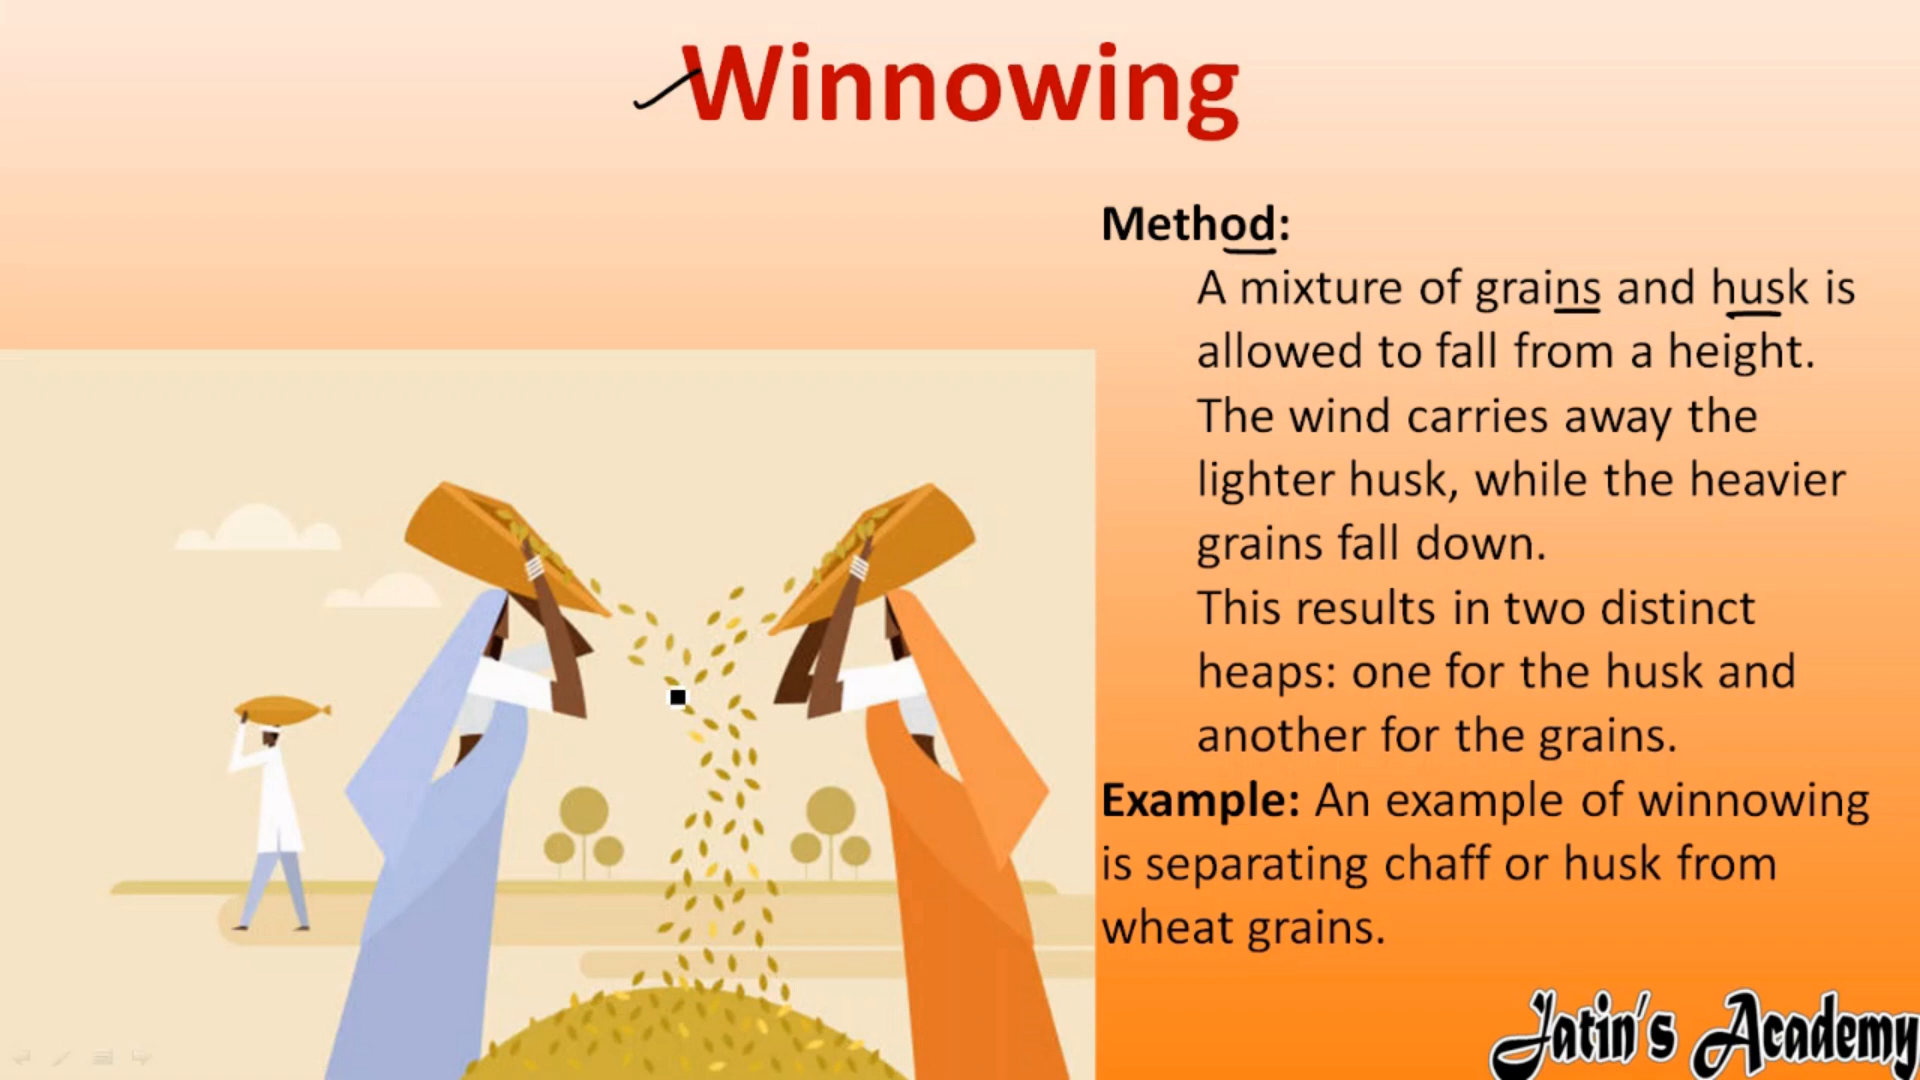 Winnowing
Method:
A mixture of grains and husk is
allowed to fall from a height.
The wind carries away the
lighter husk, while the heavier
grains fall down.
This results in two distinct
heaps: one for the husk and
another for the grains.
Example: An example of winnowing
is separating chaff or husk from
wheat grains.
Jatin's Academy